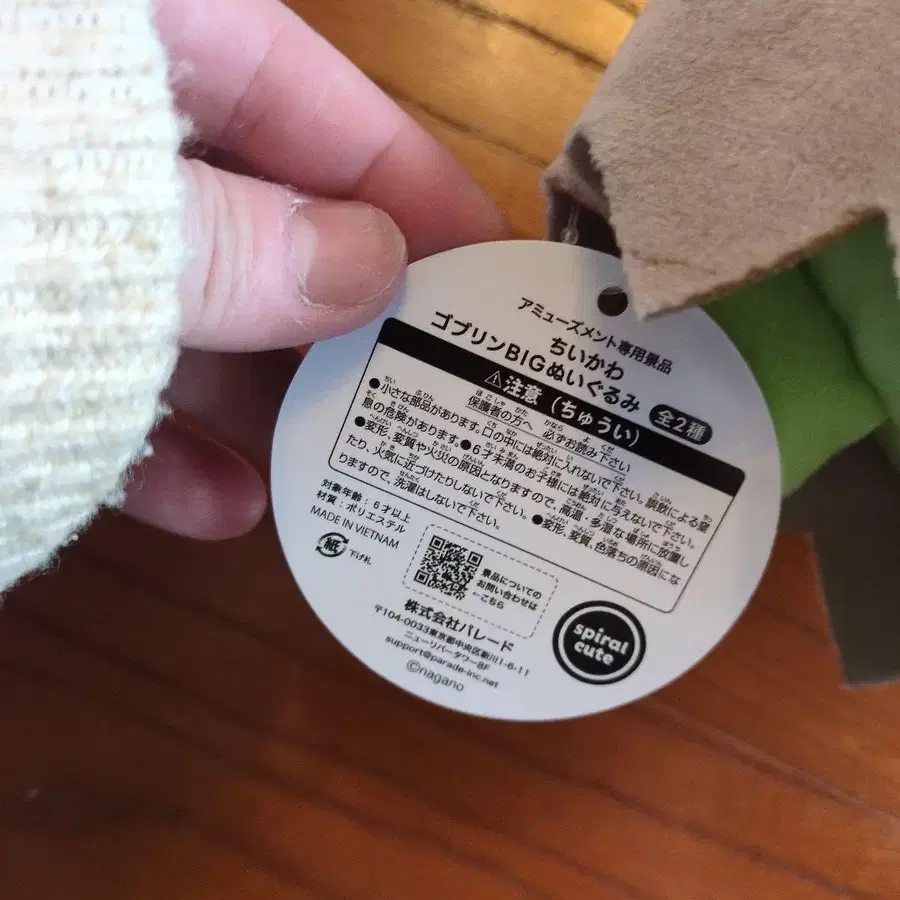 アミューズメント専用景品
ちいかわ
ゴブリンBIGぬいぐるみ 全2種
⚠注意（ちゅうい）
保護者の方へ 必ずお読み下さい
●小さな部品があります。口の中には絶対に入れないで下さい。誤飲による窒
息の危険があります。●6才未満のお子様には絶対に与えないで下さい。
●変形、変質や火災の原因となりますので、高温・多湿な場所に放置し
たり、火気に近づけたりしないで下さい。●変形、変質、色落ちの原因にな
りますので、洗濯はしないで下さい。
対象年齢：6才以上
材質：ポリエステル
MADE IN VIETNAM
紙 下げ札
景品についての
お問い合わせは
←こちら
株式会社パレード
〒104-0033東京都中央区新川1-6-11
ニューリバータワー8F
support@parade-inc.net
©nagano
spiral
cute